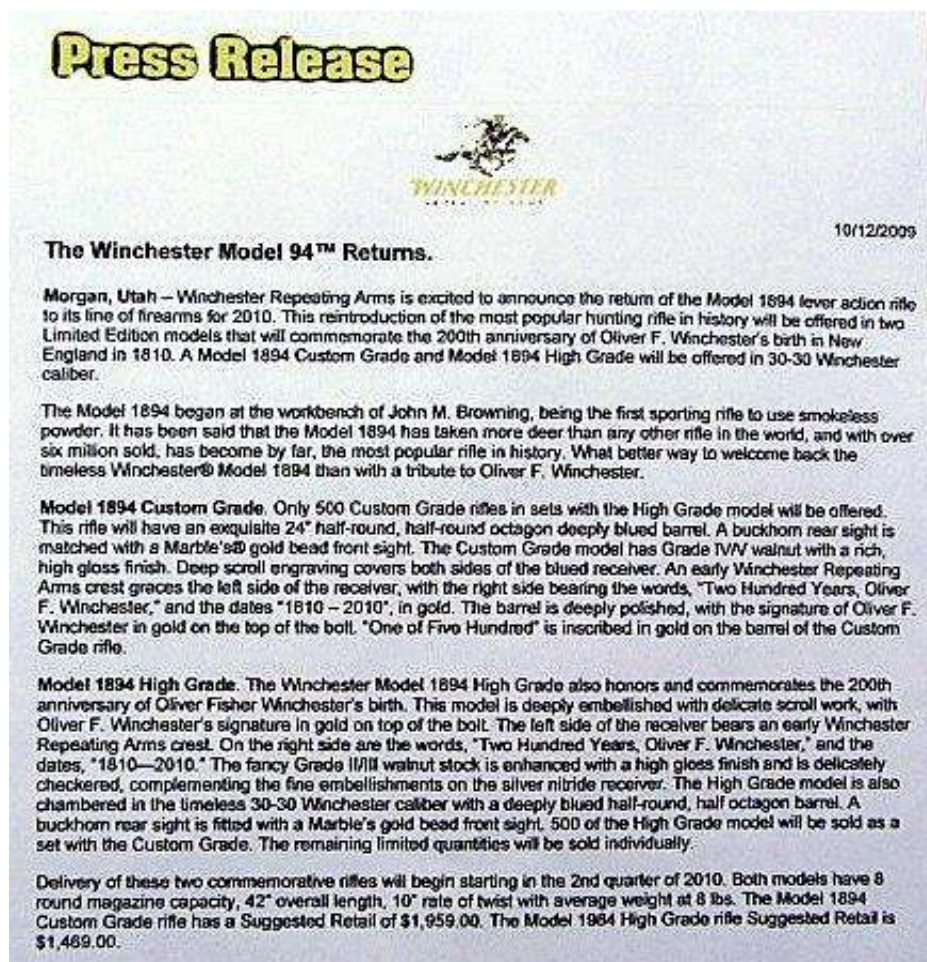 Press Release
WINCHESTER
10/12/2009
The Winchester Model 94™ Returns.
Morgan, Utah – Winchester Repeating Arms is excited to announce the return of the Model 1894 lever action rifle
to its line of firearms for 2010. This reintroduction of the most popular hunting rifle in history will be offered in two
Limited Edition models that will commemorate the 200th anniversary of Oliver F. Winchester's birth in New
England in 1810. A Model 1894 Custom Grade and Model 1894 High Grade will be offered in 30-30 Winchester
caliber.
The Model 1894 began at the workbench of John M. Browning, being the first sporting rifle to use smokeless
powder. It has been said that the Model 1894 has taken more deer than any other rifle in the world, and with over
six million sold, has become by far, the most popular rifle in history. What better way to welcome back the
timeless Winchester® Model 1894 than with a tribute to Oliver F. Winchester.
Model 1894 Custom Grade. Only 500 Custom Grade rifles in sets with the High Grade model will be offered.
This rifle will have an exquisite 24" half-round, half-round octagon deeply blued barrel. A buckhorn rear sight is
matched with a Marble's® gold bead front sight. The Custom Grade model has Grade IV/V walnut with a rich,
high gloss finish. Deep scroll engraving covers both sides of the blued receiver. An early Winchester Repeating
Arms crest graces the left side of the receiver, with the right side bearing the words, "Two Hundred Years, Oliver
F. Winchester," and the dates "1810 – 2010", in gold. The barrel is deeply polished, with the signature of Oliver F.
Winchester in gold on the top of the bolt. "One of Five Hundred" is inscribed in gold on the barrel of the Custom
Grade rifle.
Model 1894 High Grade. The Winchester Model 1894 High Grade also honors and commemorates the 200th
anniversary of Oliver Fisher Winchester's birth. This model is deeply embellished with delicate scroll work, with
Oliver F. Winchester's signature in gold on top of the bolt. The left side of the receiver bears an early Winchester
Repeating Arms crest. On the right side are the words, "Two Hundred Years, Oliver F. Winchester," and the
dates, "1810—2010." The fancy Grade II/III walnut stock is enhanced with a high gloss finish and is delicately
checkered, complementing the fine embellishments on the silver nitride receiver. The High Grade model is also
chambered in the timeless 30-30 Winchester caliber with a deeply blued half-round, half octagon barrel. A
buckhorn rear sight is fitted with a Marble's gold bead front sight. 500 of the High Grade model will be sold as a
set with the Custom Grade. The remaining limited quantities will be sold individually.
Delivery of these two commemorative rifles will begin starting in the 2nd quarter of 2010. Both models have 8
round magazine capacity, 42" overall length, 10" rate of twist with average weight at 8 lbs. The Model 1894
Custom Grade rifle has a Suggested Retail of $1,959.00. The Model 1984 High Grade rifle Suggested Retail is
$1,469.00.